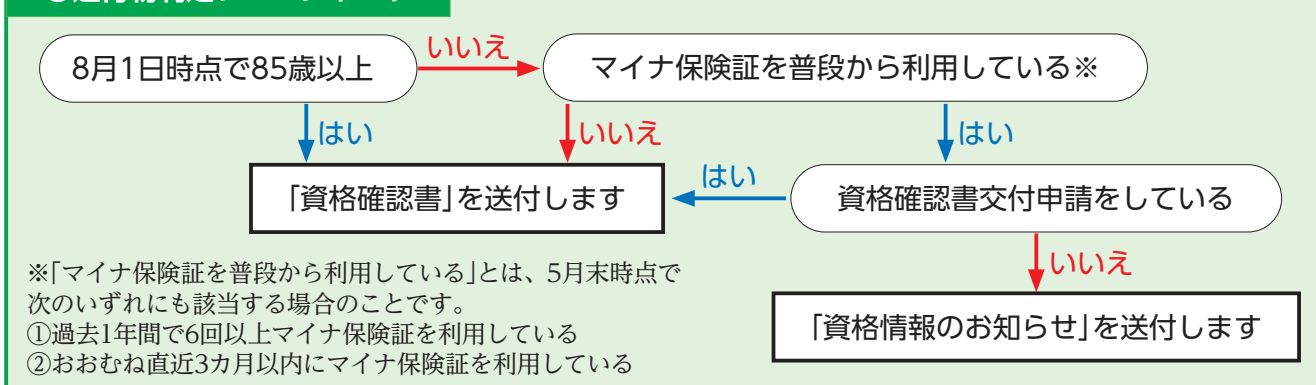 8月1日時点で85歳以上
いいえ
マイナ保険証を普段から利用している※
はい
いいえ
はい
「資格確認書」を送付します
はい
資格確認書交付申請をしている
いいえ
「資格情報のお知らせ」を送付します
※「マイナ保険証を普段から利用している」とは、5月末時点で
次のいずれにも該当する場合のことです。
①過去1年間で6回以上マイナ保険証を利用している
②おおむね直近3カ月以内にマイナ保険証を利用している